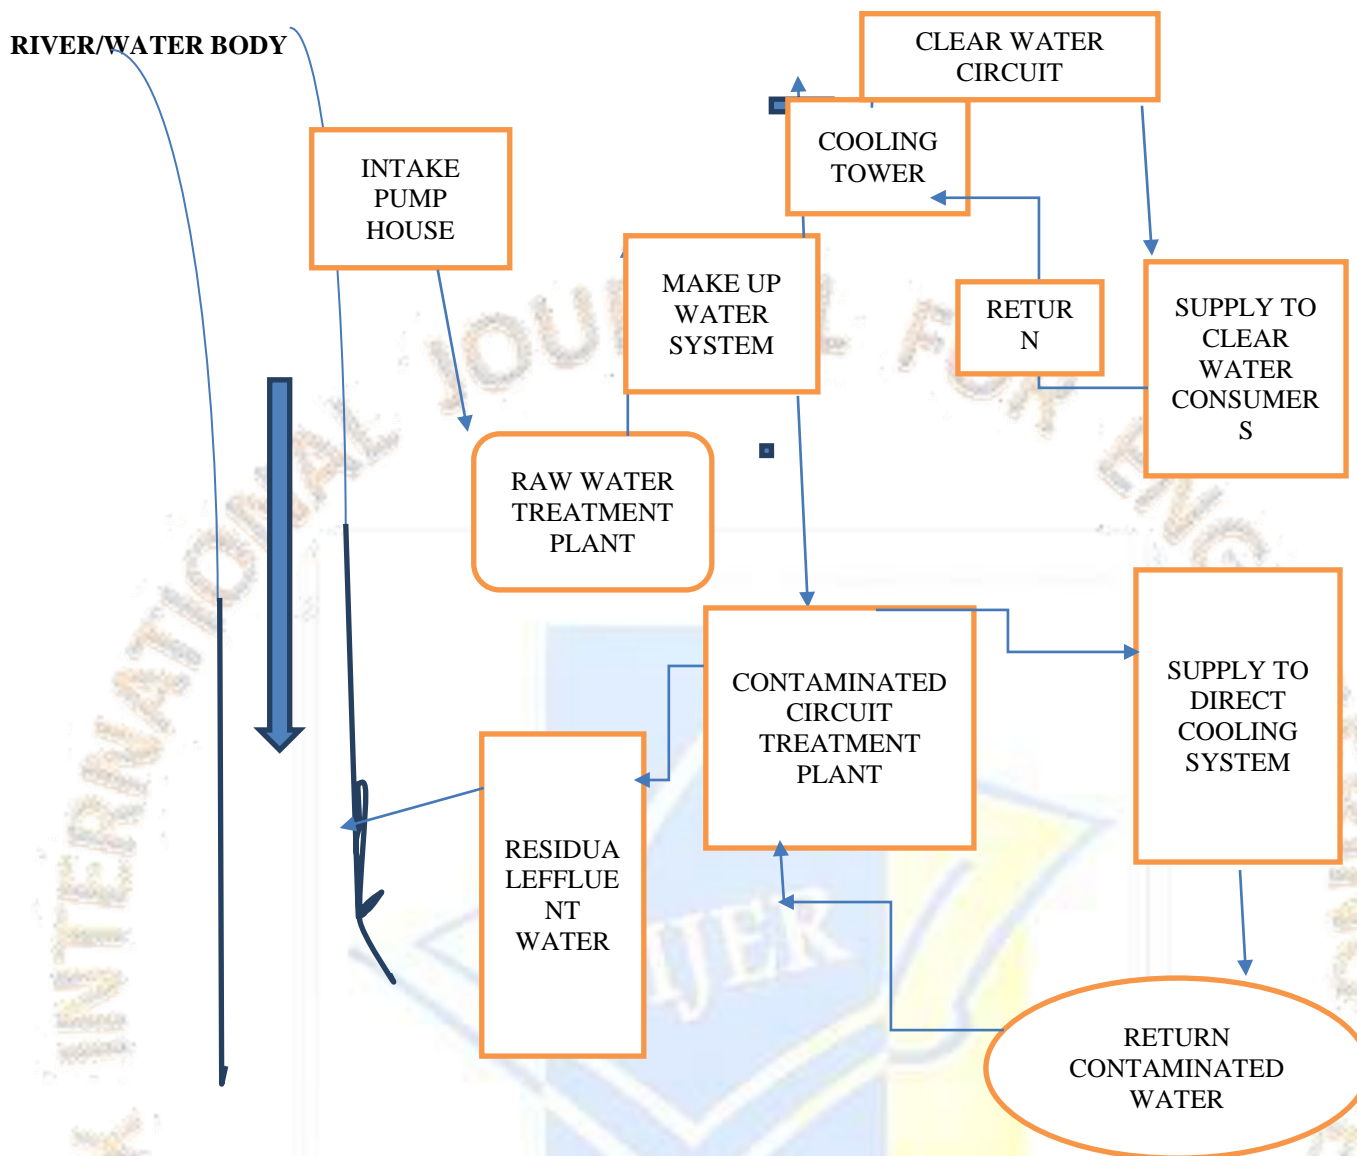 RIVER/WATER BODY
CLEAR WATER
CIRCUIT
COOLING
TOWER
INTAKE
PUMP
HOUSE
MAKE UP
WATER
SYSTEM
RETUR
N
SUPPLY TO
CLEAR
WATER
CONSUMER
S
RAW WATER
TREATMENT
PLANT
CONTAMINATED
CIRCUIT
TREATMENT
PLANT
SUPPLY TO
DIRECT
COOLING
SYSTEM
RESIDUA
LEFFLUE
NT
WATER
RETURN
CONTAMINATED
WATER
INTERNATIONAL
IJER